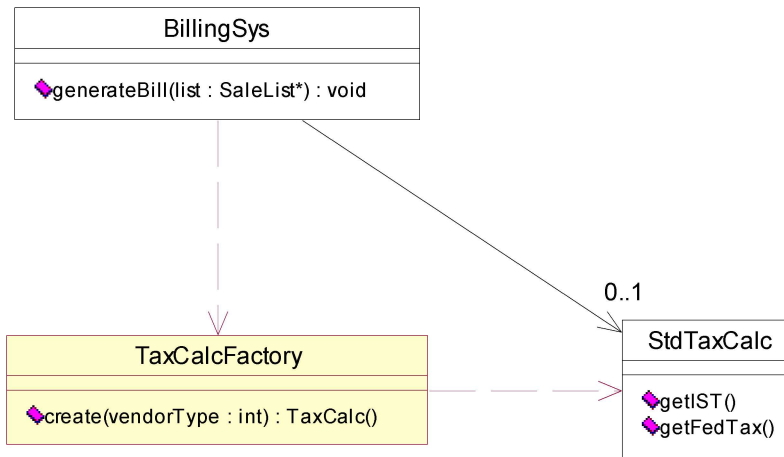 BillingSys
generateBill(list : SaleList*) : void
0..1
TaxCalcFactory
create(vendorType : int) : TaxCalc()
StdTaxCalc
getIST()
getFedTax()